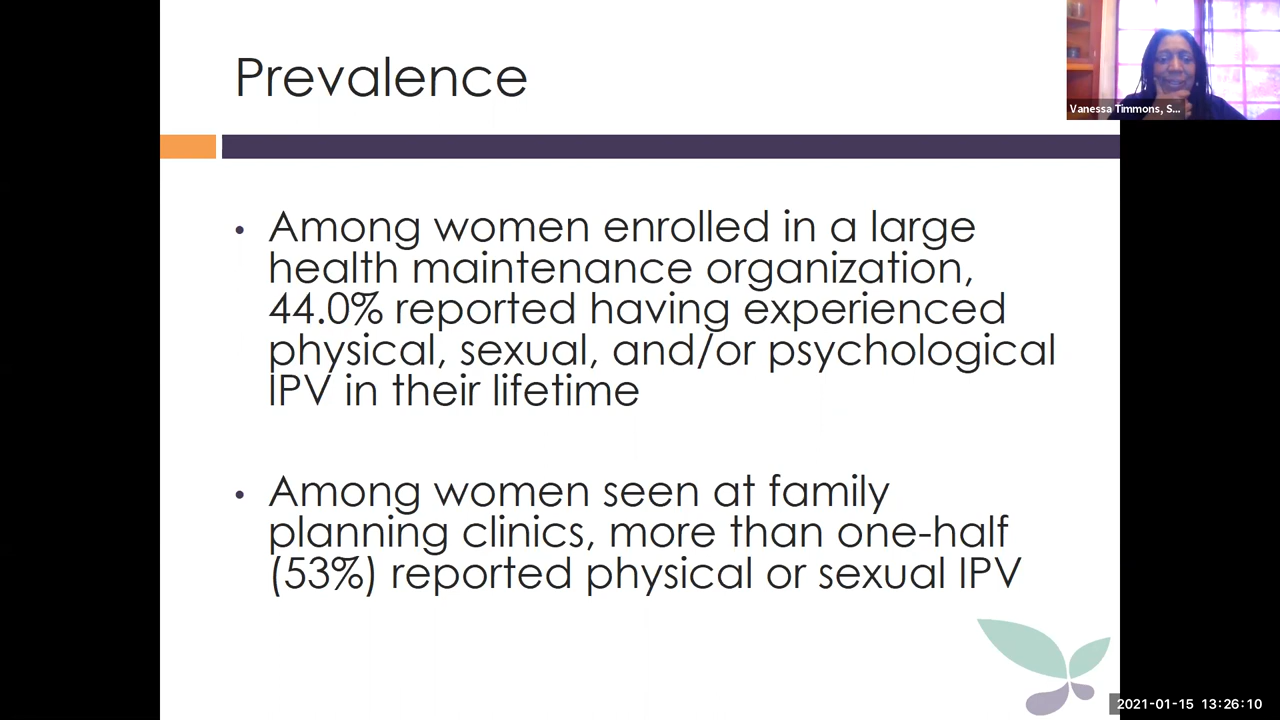 Prevalence
Vanessa Timmons, S...
• Among women enrolled in a large
health maintenance organization,
44.0% reported having experienced
physical, sexual, and/or psychological
IPV in their lifetime
• Among women seen at family
planning clinics, more than one-half
(53%) reported physical or sexual IPV
2021-01-15 13:26:10